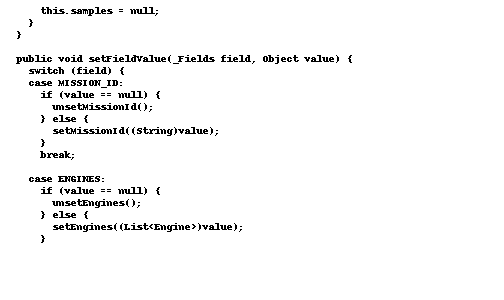 this.samples = null;
}
}
public void setFieldValue(_Fields field, Object value) {
switch (field) {
case MISSION_ID:
if (value == null) {
unsetMissionId();
} else {
setMissionId((String)value);
}
break;
case ENGINES:
if (value == null) {
unsetEngines();
} else {
setEngines((List<Engine>)value);
}